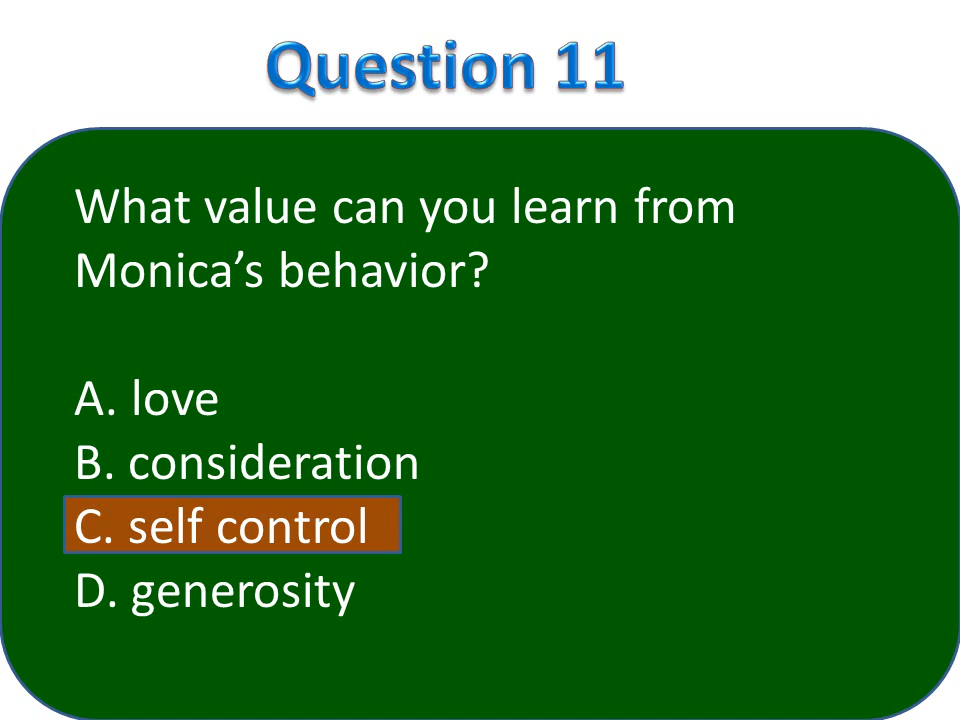 Question 11
What value can you learn from
Monica’s behavior?
A. love
B. consideration
C. self control
D. generosity